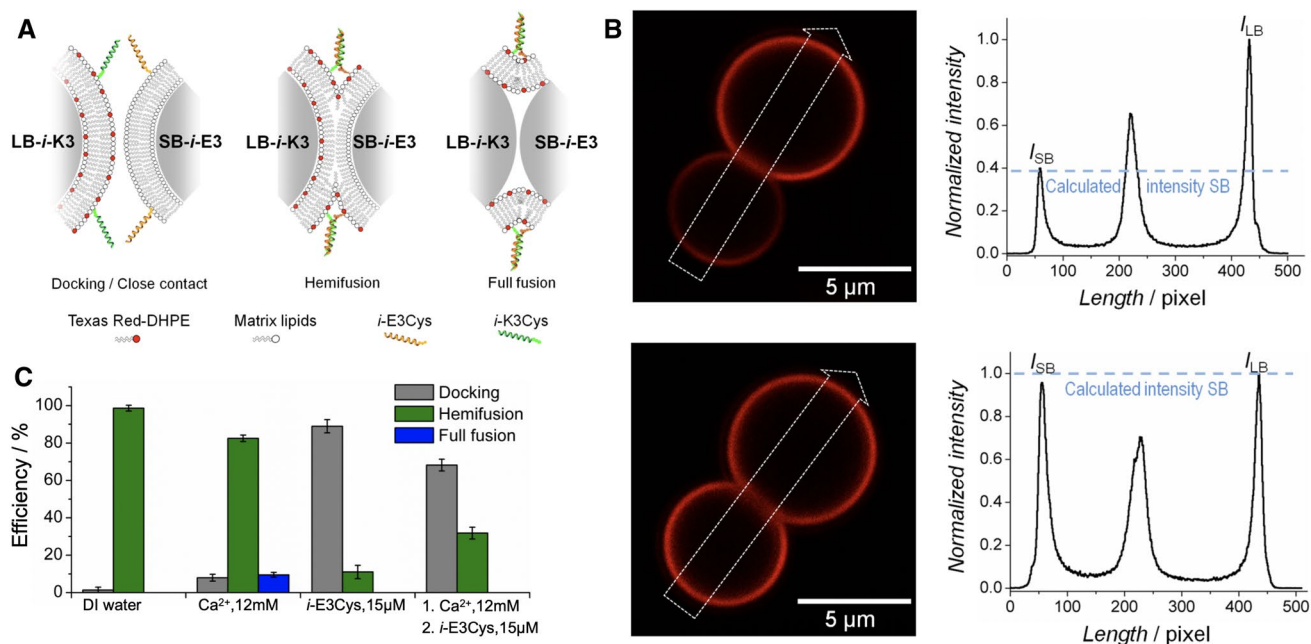 A
LB-i-K3
SB-i-E3
LB-i-K3
SB-i-E3
LB-i-K3
SB-i-E3
Docking / Close contact
Hemifusion
Full fusion
Texas Red-DHPE
Matrix lipids
i-E3Cys
i-K3Cys
B
5 µm
Normalized intensity
1.0
0.8
0.6
0.4
0.2
0.0
I_SB
I_LB
Calculated intensity SB
0 100 200 300 400 500
Length / pixel
5 µm
Normalized intensity
1.0
0.8
0.6
0.4
0.2
0.0
I_SB
I_LB
Calculated intensity SB
0 100 200 300 400 500
Length / pixel
C
Efficiency / %
100
80
60
40
20
0
Docking
Hemifusion
Full fusion
DI water
Ca²⁺,12mM
i-E3Cys,15µM
1. Ca²⁺,12mM
2. i-E3Cys,15µM